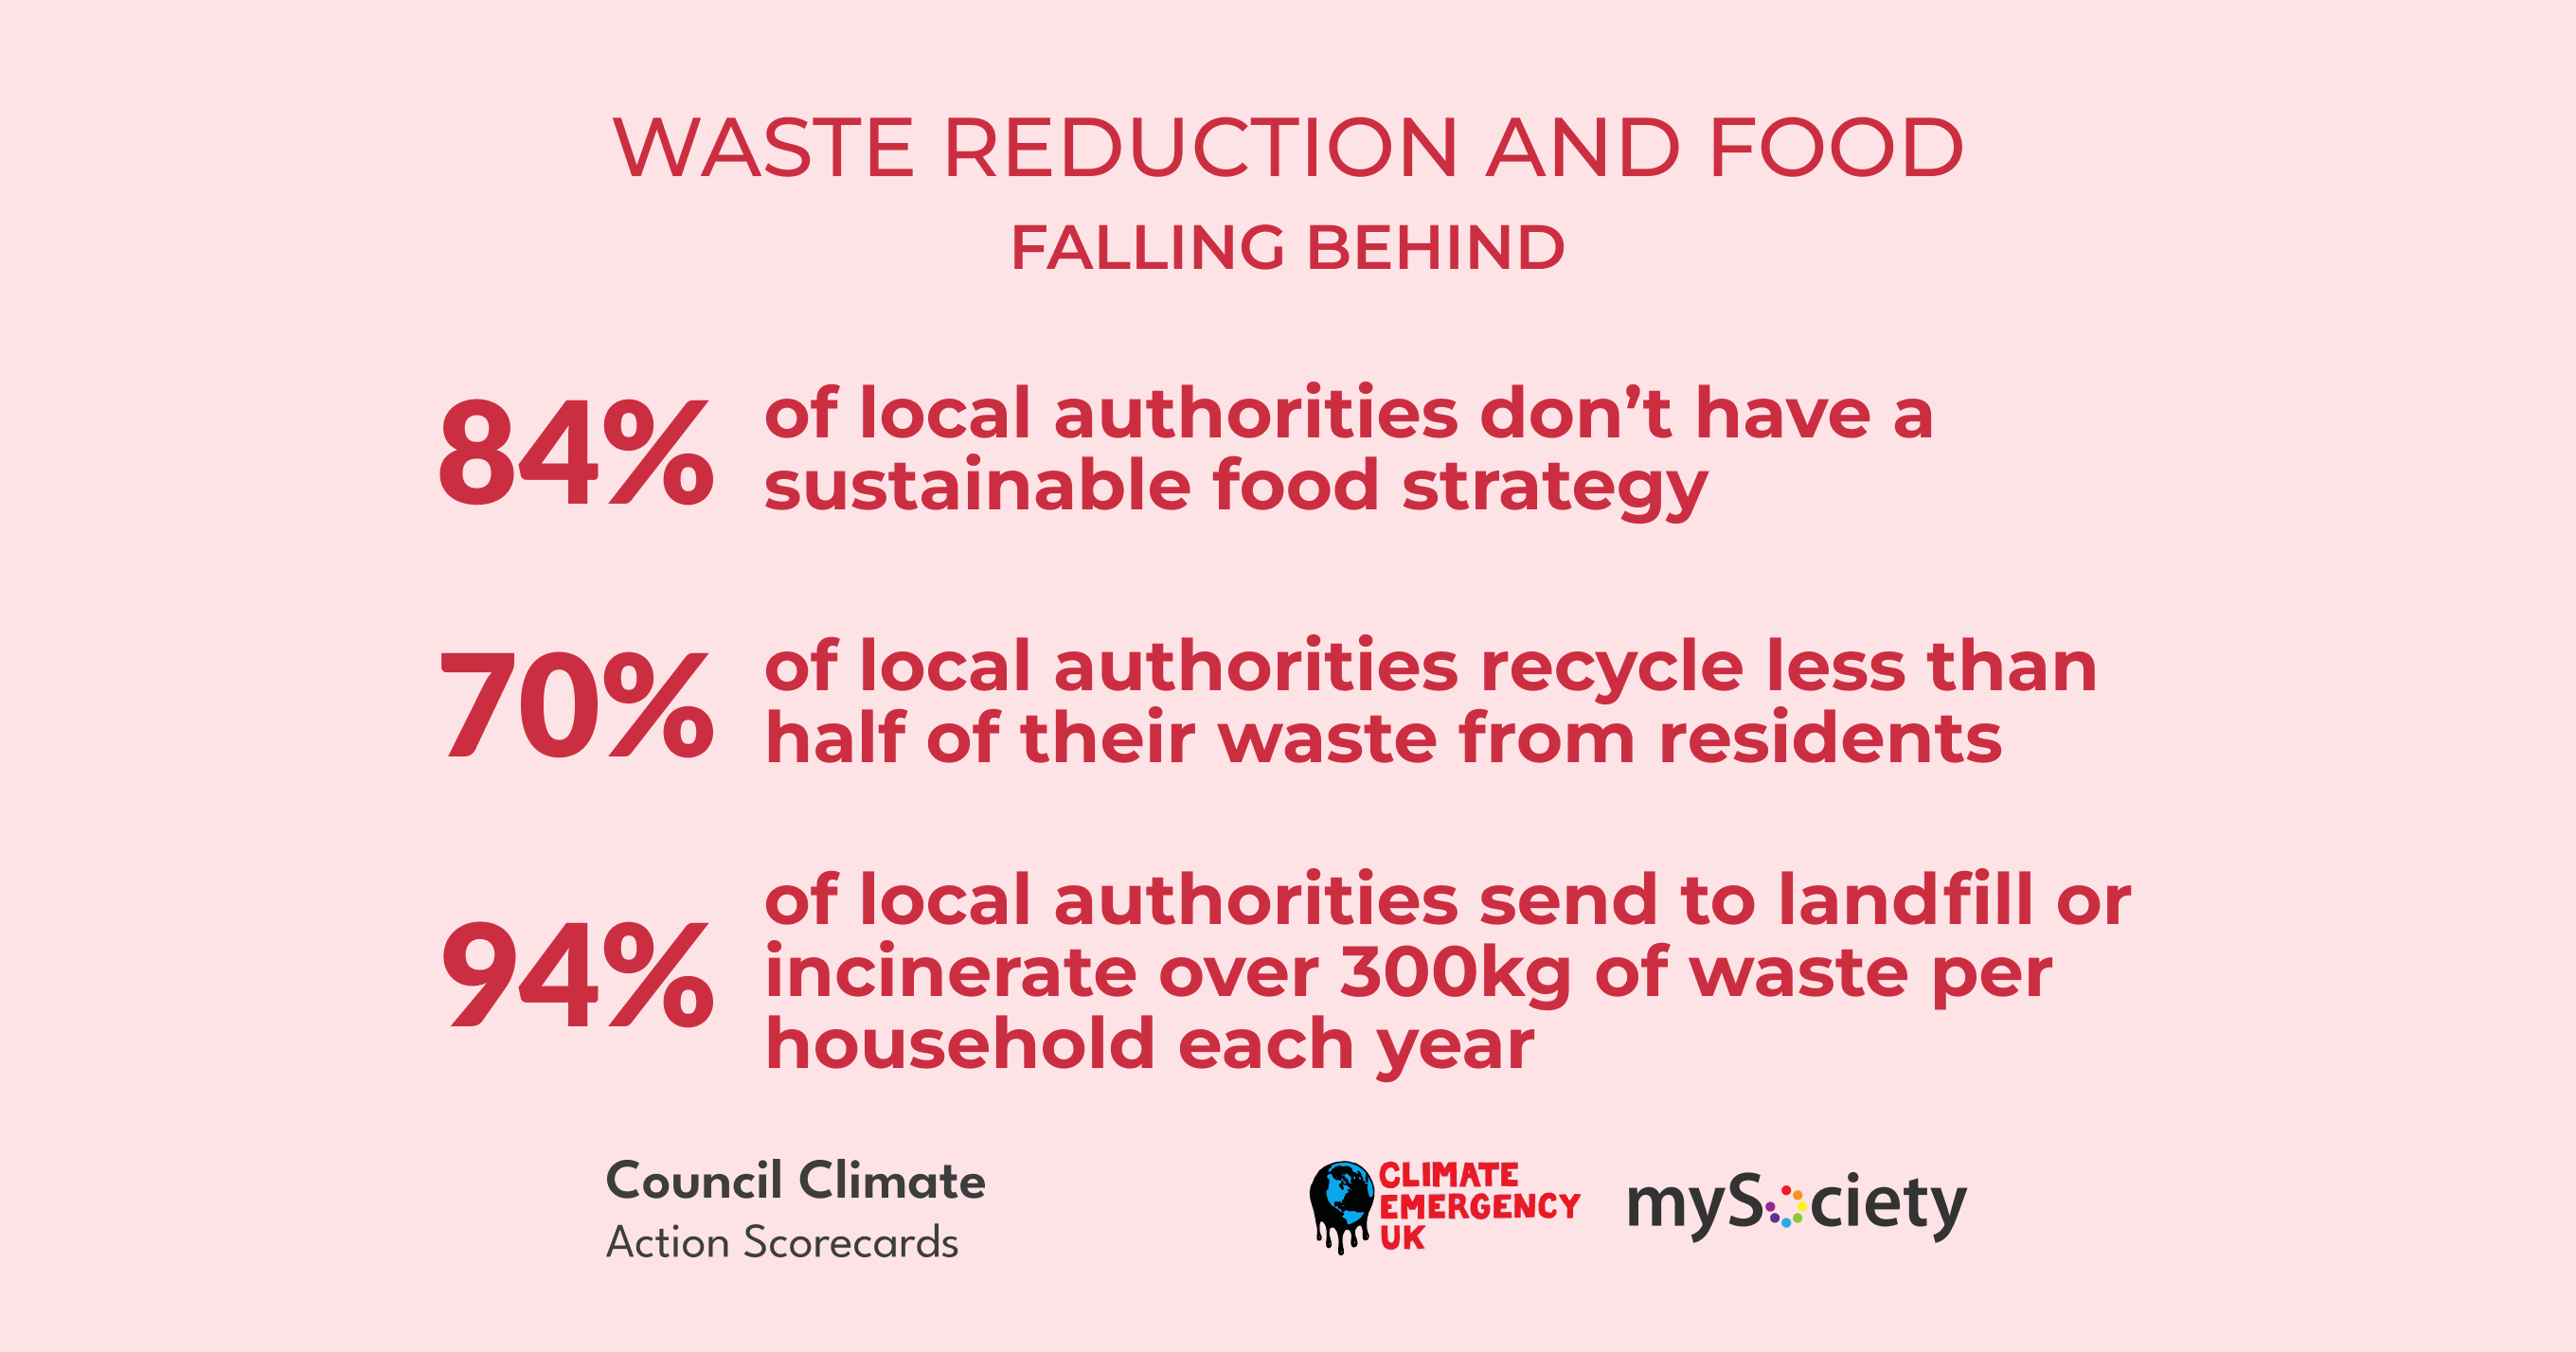 WASTE REDUCTION AND FOOD
FALLING BEHIND
84%
of local authorities don’t have a
sustainable food strategy
70%
of local authorities recycle less than
half of their waste from residents
94%
of local authorities send to landfill or
incinerate over 300kg of waste per
household each year
Council Climate
Action Scorecards
CLIMATE
EMERGENCY
UK
mySociety